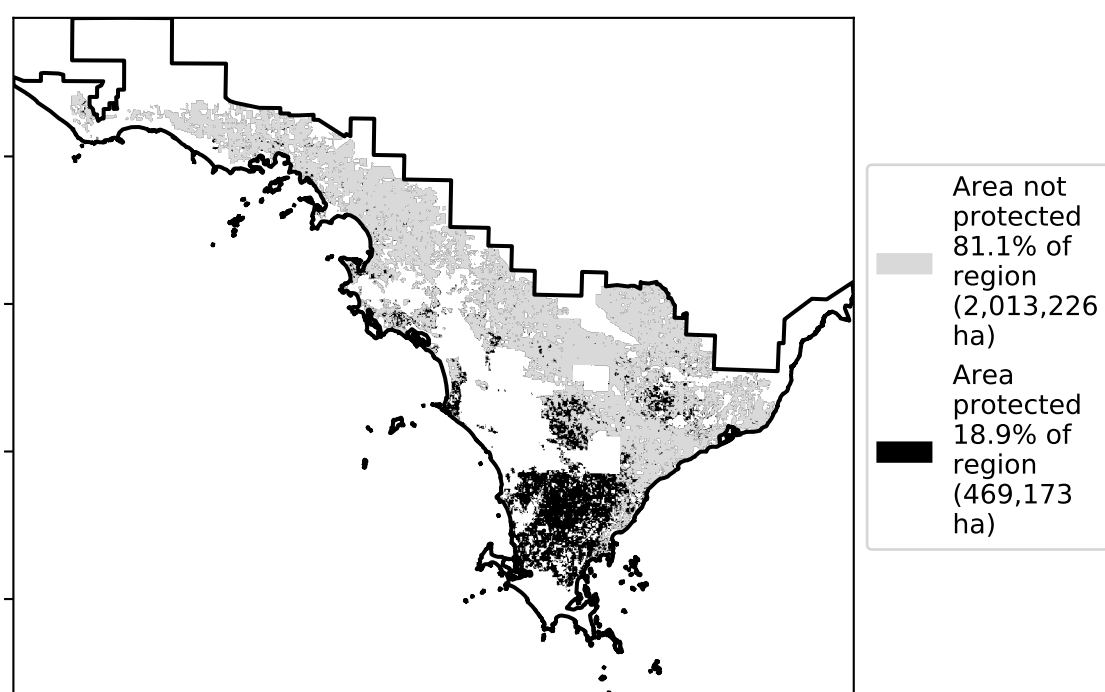 Area not
protected
81.1% of
region
(2,013,226
ha)
Area
protected
18.9% of
region
(469,173
ha)